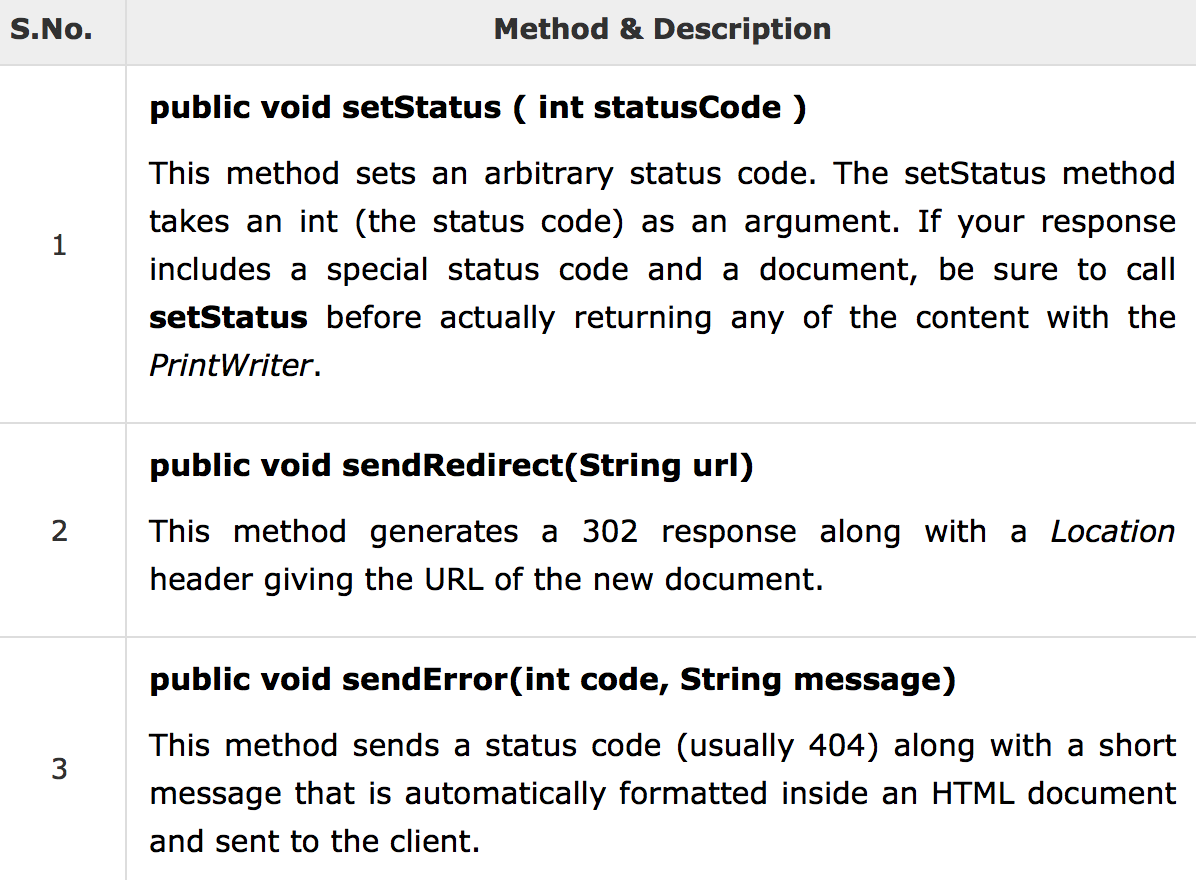 S.No. Method & Description
public void setStatus ( int statusCode )
This method sets an arbitrary status code. The setStatus method
takes an int (the status code) as an argument. If your response
1
includes a special status code and a document, be sure to call
setStatus before actually returning any of the content with the
PrintWriter.
public void sendRedirect(String url)
2 This method generates a 302 response along with a Location
header giving the URL of the new document.
public void sendError(int code, String message)
This method sends a status code (usually 404) along with a short
3
message that is automatically formatted inside an HTML document
and sent to the client.